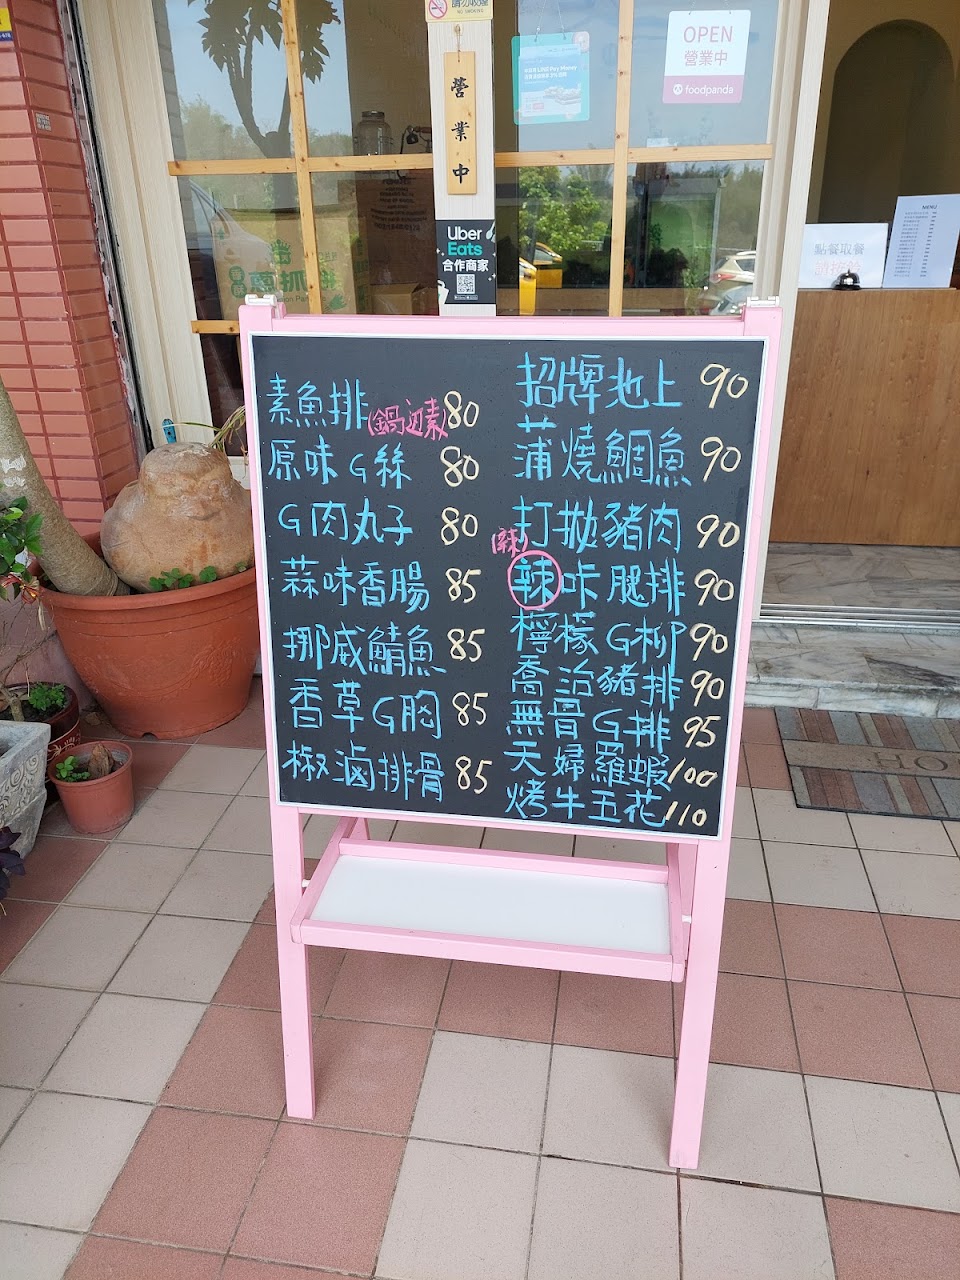 請勿吸煙
NO SMOKING
營業中
OPEN
營業中
foodpanda
Uber
Eats
合作商家
MENU
點餐取餐
素魚排(鍋邊素)80
原味G絲 80
G肉丸子 80
蒜味香腸 85
挪威鯖魚 85
香草G胸 85
椒滷排骨 85
招牌池上 90
蒲燒鯛魚 90
打拋豬肉 90
(辣)
辣咔腿排 90
檸檬G柳 90
喬治豬排 90
無骨G排 95
天婦羅蝦 100
烤牛五花 110